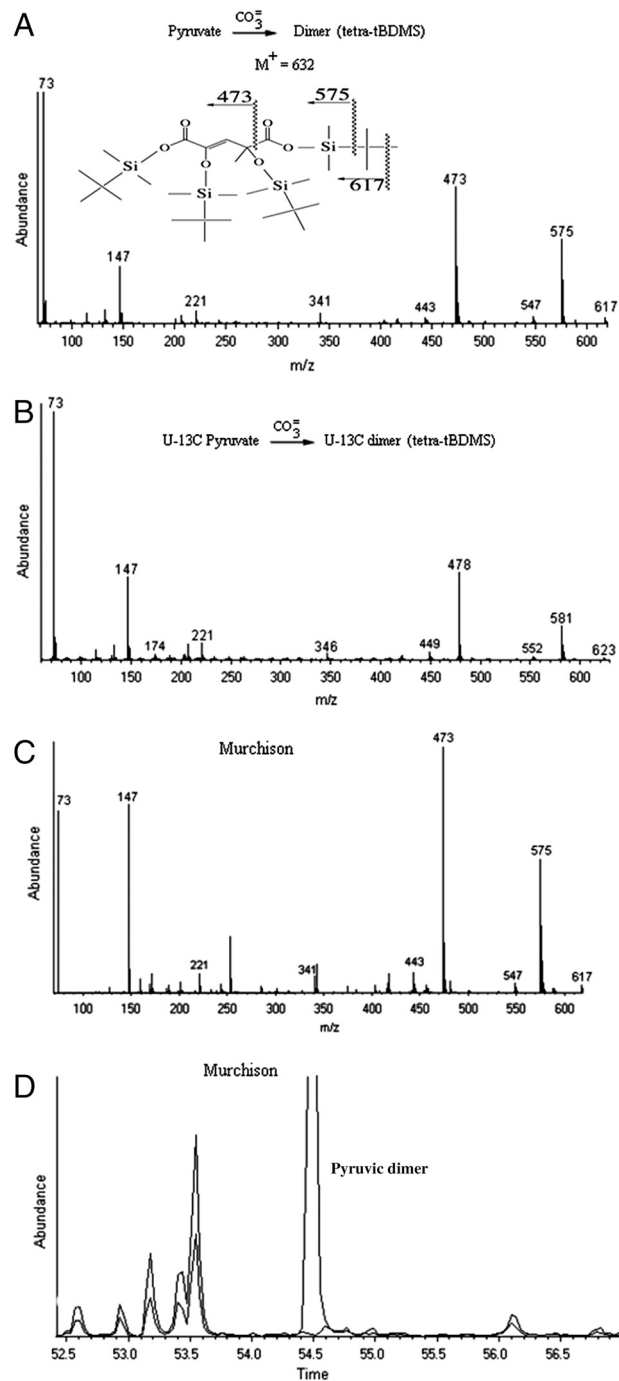 A
Pyruvate CO3= Dimer (tetra-tBDMS)
M+ = 632
73
473
575
O
O
O
O
Si
O
O
Si
Si
Si
617
473
575
147
221
341
443
547
617
Abundance
100 150 200 250 300 350 400 450 500 550 600
m/z
B
73
U-13C Pyruvate CO3= U-13C dimer (tetra-tBDMS)
147
174
221
346
449
478
552
581
623
Abundance
100 150 200 250 300 350 400 450 500 550 600
m/z
C
Murchison
73
147
221
341
443
473
547
575
617
Abundance
100 150 200 250 300 350 400 450 500 550 600
m/z
D
Murchison
Pyruvic dimer
Abundance
52.5 53.0 53.5 54.0 54.5 55.0 55.5 56.0 56.5
Time